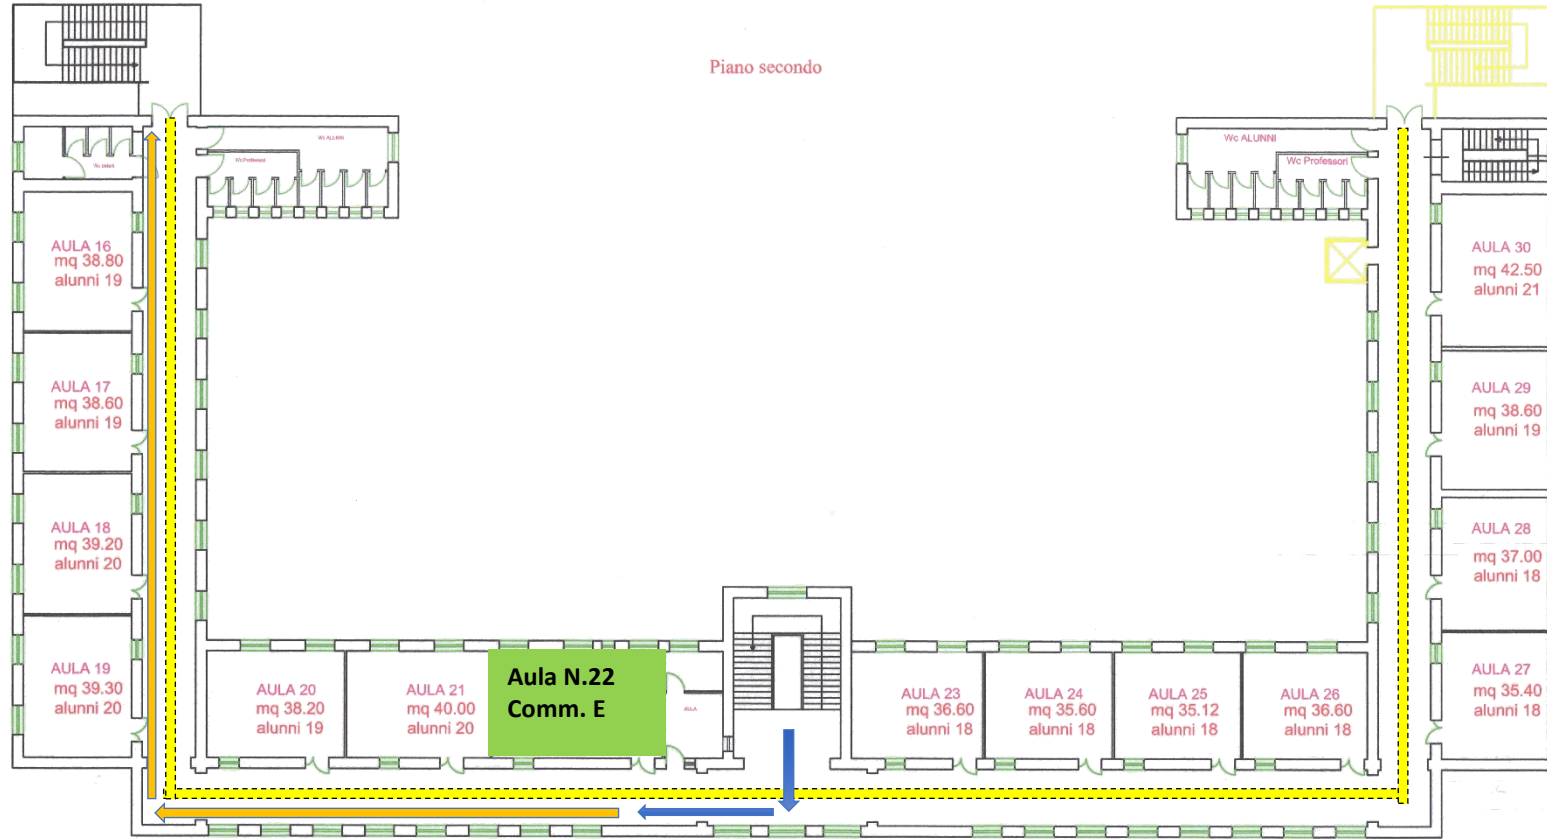 Piano secondo
Wc ALUNNI
Wc Professori
Wc ALUNNI
Wc Professori
AULA 16
mq 38.80
alunni 19
AULA 17
mq 38.60
alunni 19
AULA 18
mq 39.20
alunni 20
AULA 19
mq 39.30
alunni 20
AULA 20
mq 38.20
alunni 19
AULA 21
mq 40.00
alunni 20
Aula N.22
Comm. E
AULA
AULA 23
mq 36.60
alunni 18
AULA 24
mq 35.60
alunni 18
AULA 25
mq 35.12
alunni 18
AULA 26
mq 36.60
alunni 18
AULA 30
mq 42.50
alunni 21
AULA 29
mq 38.60
alunni 19
AULA 28
mq 37.00
alunni 18
AULA 27
mq 35.40
alunni 18